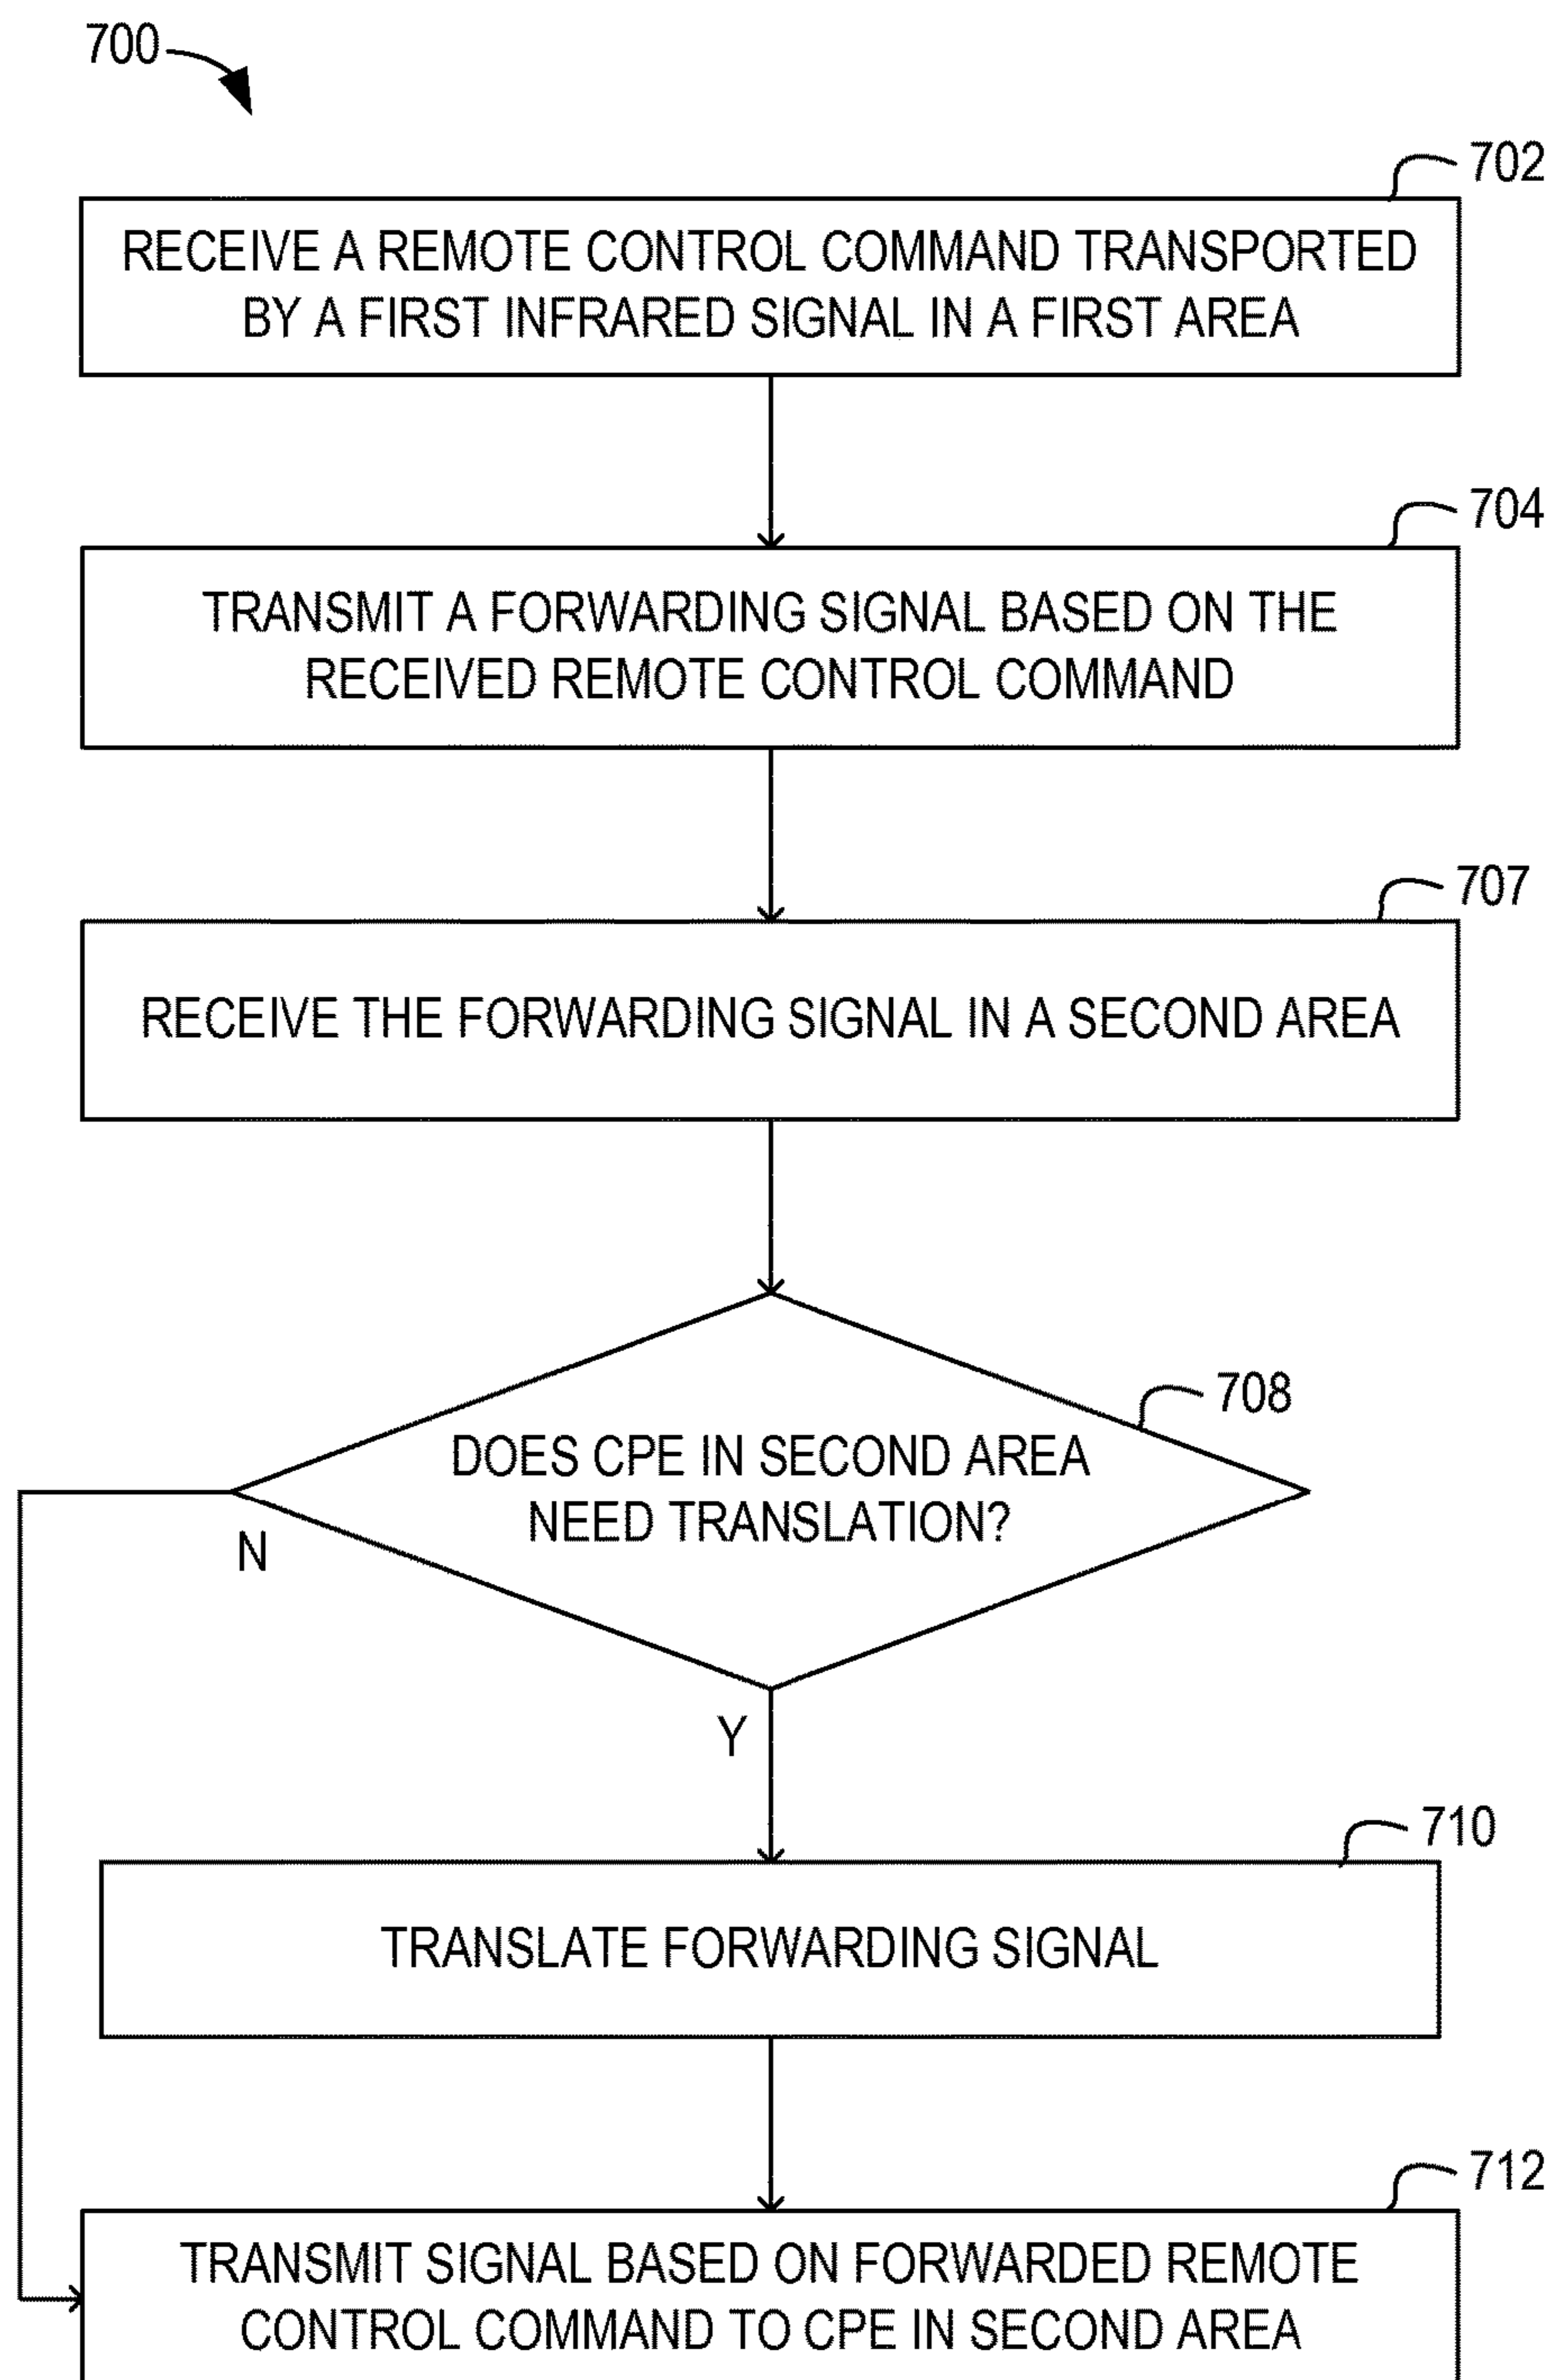 700
702
RECEIVE A REMOTE CONTROL COMMAND TRANSPORTED
BY A FIRST INFRARED SIGNAL IN A FIRST AREA
704
TRANSMIT A FORWARDING SIGNAL BASED ON THE
RECEIVED REMOTE CONTROL COMMAND
707
RECEIVE THE FORWARDING SIGNAL IN A SECOND AREA
708
DOES CPE IN SECOND AREA
NEED TRANSLATION?
N
Y
710
TRANSLATE FORWARDING SIGNAL
712
TRANSMIT SIGNAL BASED ON FORWARDED REMOTE
CONTROL COMMAND TO CPE IN SECOND AREA